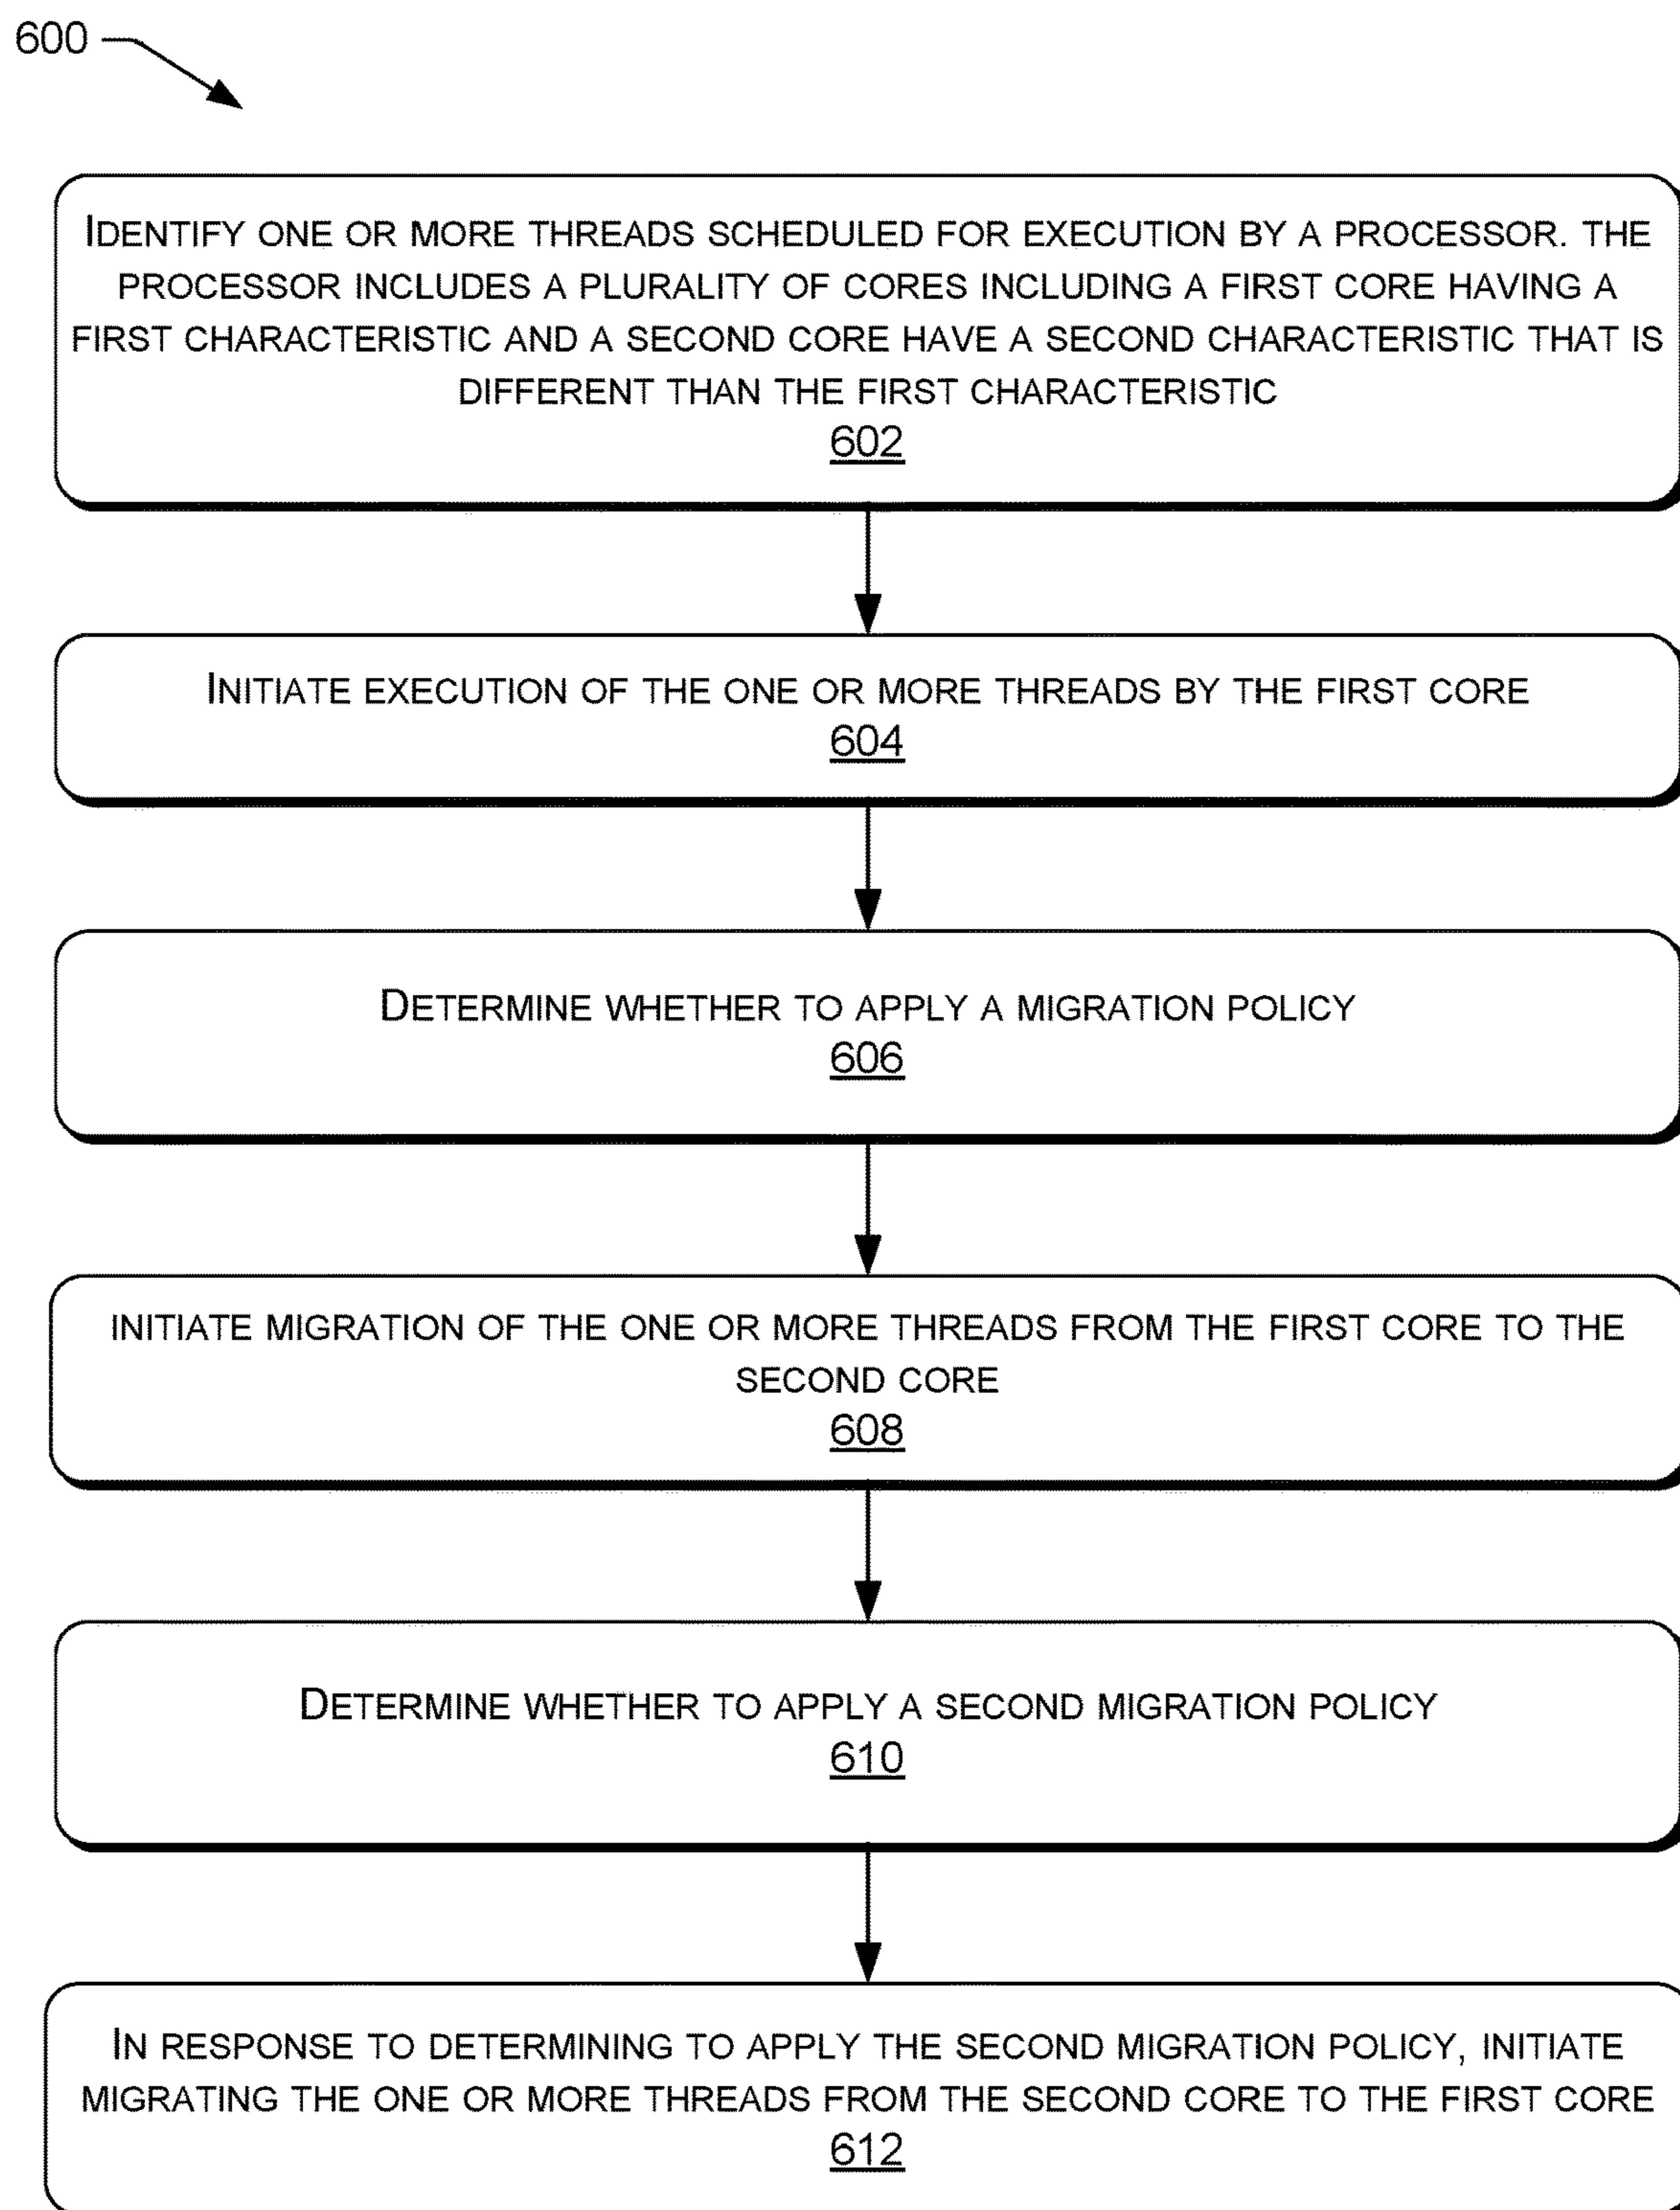 600
IDENTIFY ONE OR MORE THREADS SCHEDULED FOR EXECUTION BY A PROCESSOR. THE
PROCESSOR INCLUDES A PLURALITY OF CORES INCLUDING A FIRST CORE HAVING A
FIRST CHARACTERISTIC AND A SECOND CORE HAVE A SECOND CHARACTERISTIC THAT IS
DIFFERENT THAN THE FIRST CHARACTERISTIC
602
INITIATE EXECUTION OF THE ONE OR MORE THREADS BY THE FIRST CORE
604
DETERMINE WHETHER TO APPLY A MIGRATION POLICY
606
INITIATE MIGRATION OF THE ONE OR MORE THREADS FROM THE FIRST CORE TO THE
SECOND CORE
608
DETERMINE WHETHER TO APPLY A SECOND MIGRATION POLICY
610
IN RESPONSE TO DETERMINING TO APPLY THE SECOND MIGRATION POLICY, INITIATE
MIGRATING THE ONE OR MORE THREADS FROM THE SECOND CORE TO THE FIRST CORE
612